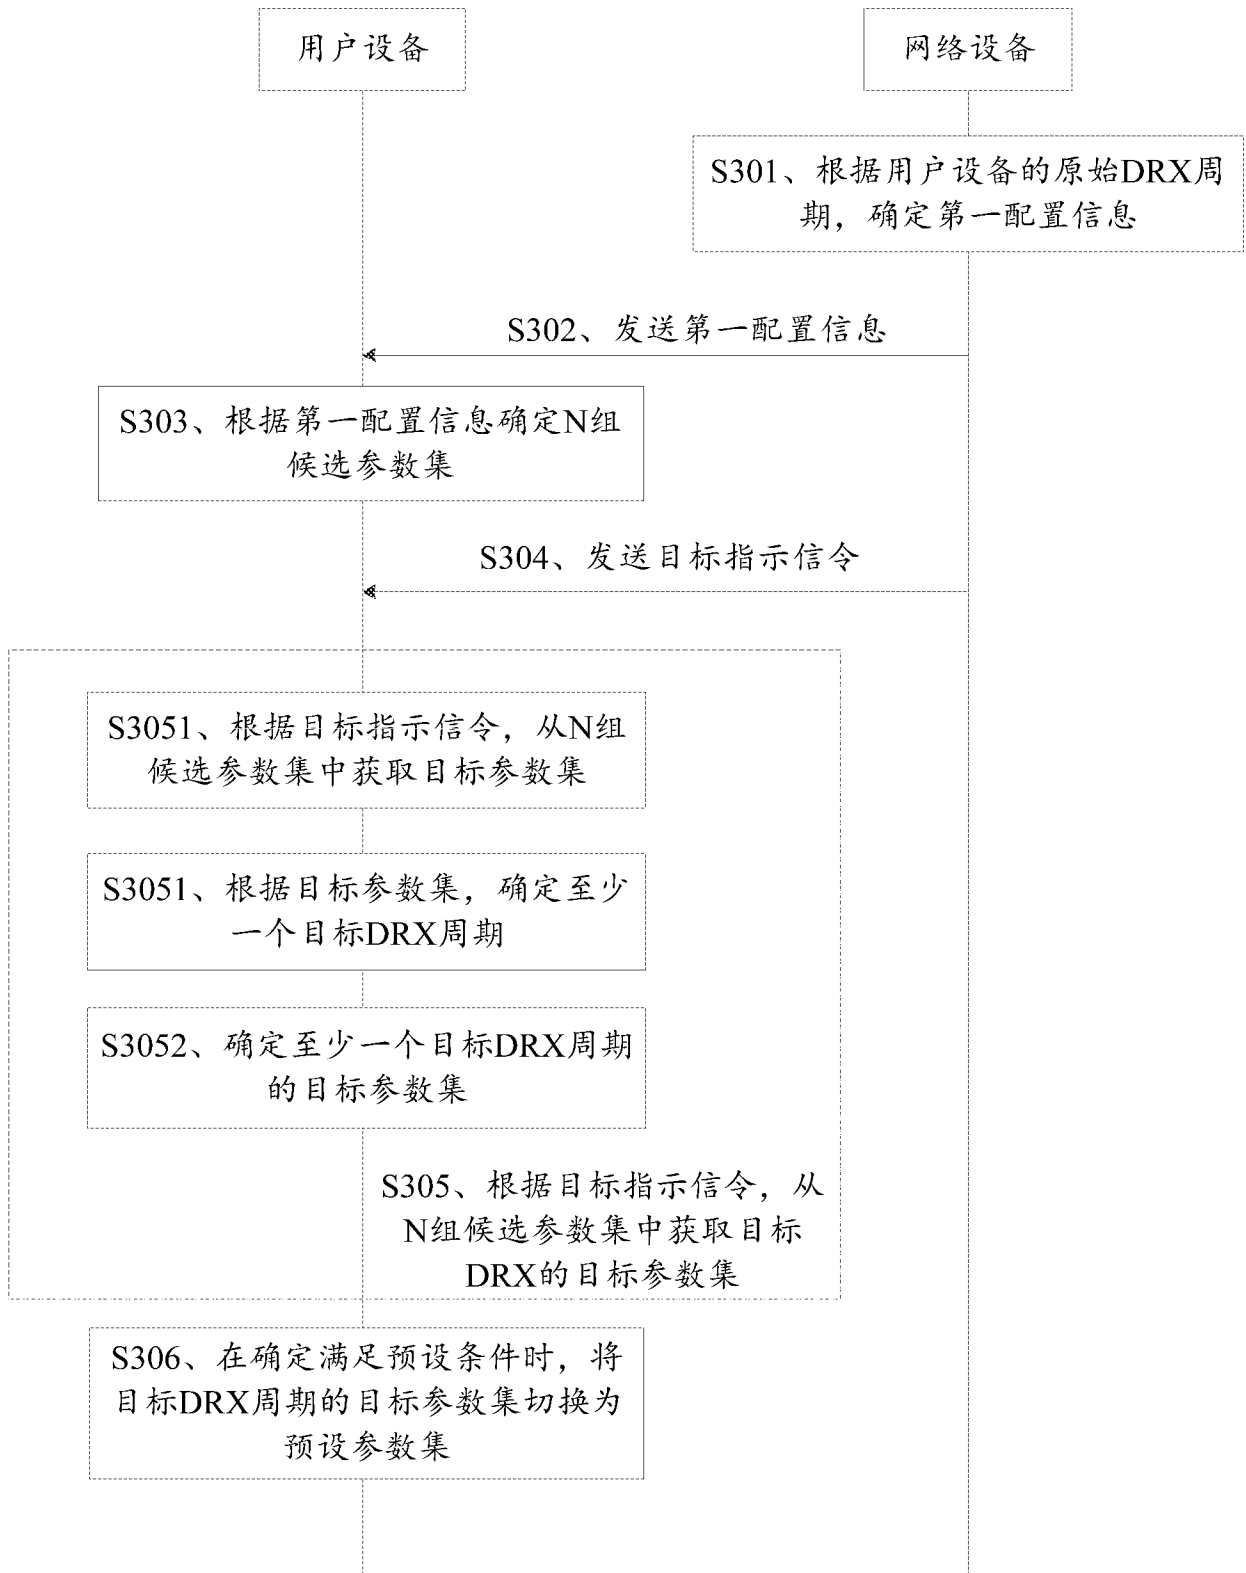 用户设备
网络设备
S301、根据用户设备的原始DRX周
期，确定第一配置信息
S302、发送第一配置信息
S303、根据第一配置信息确定N组
候选参数集
S304、发送目标指示信令
S3051、根据目标指示信令，从N组
候选参数集中获取目标参数集
S3051、根据目标参数集，确定至少
一个目标DRX周期
S3052、确定至少一个目标DRX周期
的目标参数集
S305、根据目标指示信令，从
N组候选参数集中获取目标
DRX的目标参数集
S306、在确定满足预设条件时，将
目标DRX周期的目标参数集切换为
预设参数集